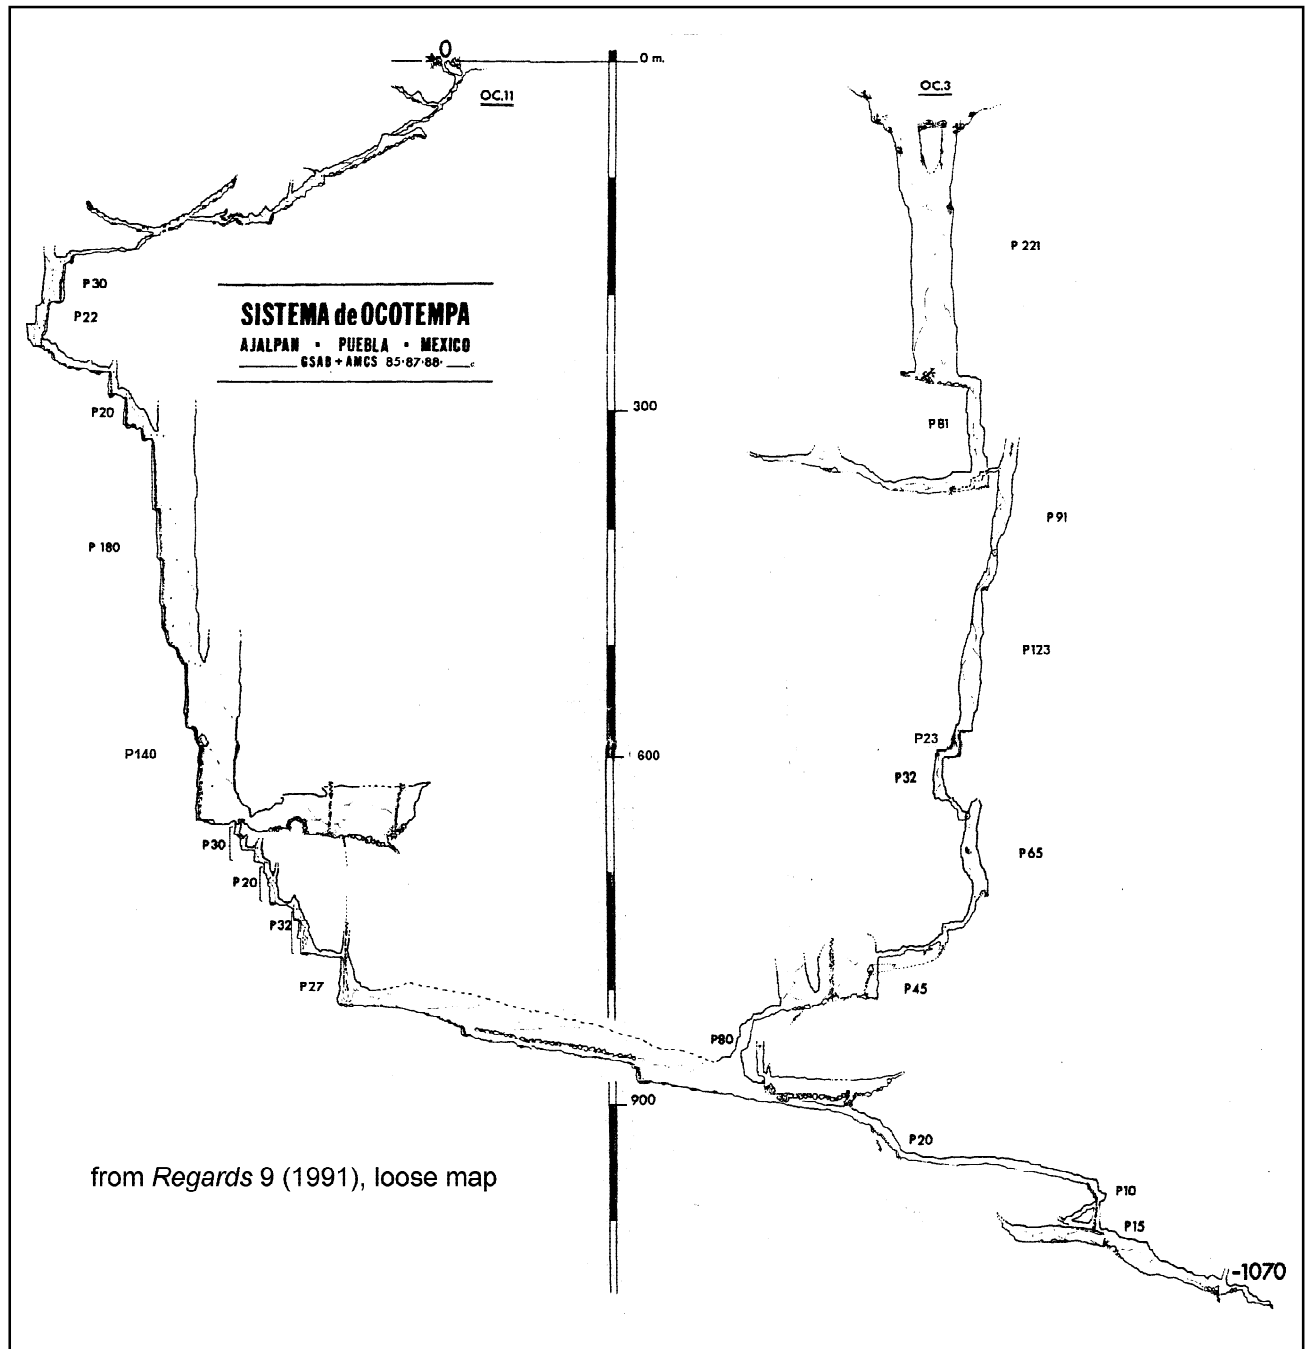 O
0 m.
OC.11
OC.3
P 221
P30
P22
SISTEMA de OCOTEMPA
AJALPAN • PUEBLA • MEXICO
GSAB + AMCS 85·87·88·
P20
300
P81
P 180
P91
P123
P140
P23
600
P32
P30
P65
P20
P32
P27
P45
P80
900
P20
from Regards 9 (1991), loose map
P10
P15
-1070